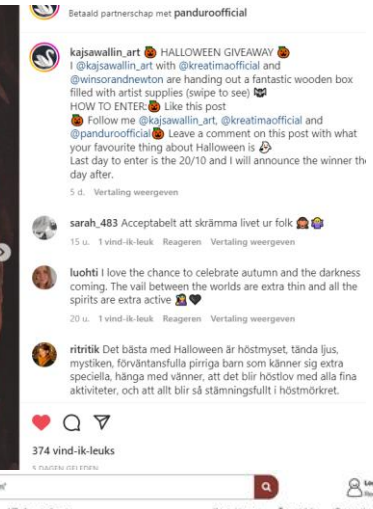 Betaald partnerschap met panduroofficial
kajsawallin_art 🎃 HALLOWEEN GIVEAWAY 🎃
I @kajsawallin_art with @kreatimaofficial and
@winsorandnewton are handing out a fantastic wooden box
filled with artist supplies (swipe to see)
HOW TO ENTER:🎃 Like this post
🎃 Follow me @kajsawallin_art, @kreatimaofficial and
@panduroofficial🎃 Leave a comment on this post with what
your favourite thing about Halloween is 👻
Last day to enter is the 20/10 and I will announce the winner the
day after.
5 d. Vertaling weergeven
sarah_483 Acceptabelt att skrämma livet ur folk
15 u. 1 vind-ik-leuk Reageren Vertaling weergeven
luohti I love the chance to celebrate autumn and the darkness
coming. The vail between the worlds are extra thin and all the
spirits are extra active
20 u. 1 vind-ik-leuk Reageren Vertaling weergeven
ritritik Det bästa med Halloween är höstmyset, tända ljus,
mystiken, förväntansfulla pirriga barn som känner sig extra
speciella, hänga med vänner, att det blir höstlov med alla fina
aktiviteter, och att allt blir så stämningsfullt i höstmörkret.
374 vind-ik-leuks
5 DAGEN GELEDEN